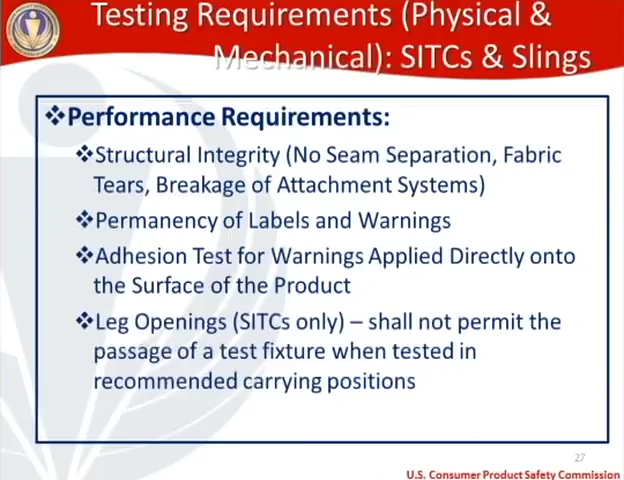 Testing Requirements (Physical &
Mechanical): SITCs & Slings
❖Performance Requirements:
❖Structural Integrity (No Seam Separation, Fabric
Tears, Breakage of Attachment Systems)
❖Permanency of Labels and Warnings
❖Adhesion Test for Warnings Applied Directly onto
the Surface of the Product
❖Leg Openings (SITCs only) – shall not permit the
passage of a test fixture when tested in
recommended carrying positions
27
U.S. Consumer Product Safety Commission